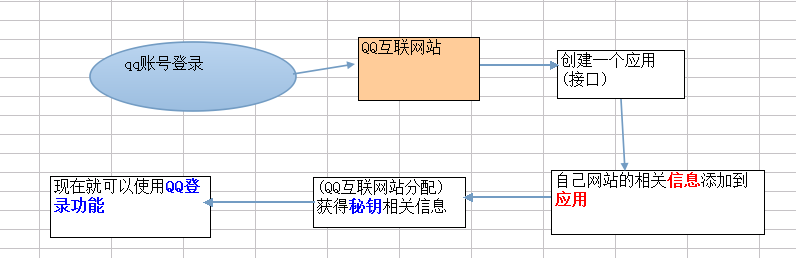 qq账号登录
QQ互联网站
创建一个应用
(接口)
自己网站的相关信息添加到
应用
(QQ互联网站分配)
获得秘钥相关信息
现在就可以使用QQ登
录功能